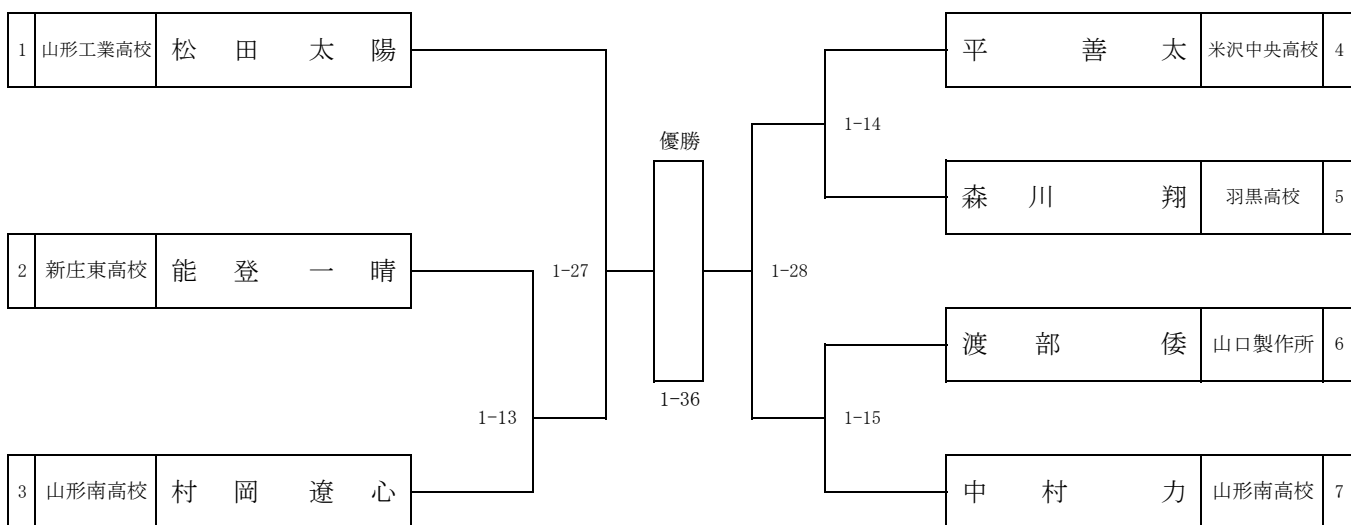 1 山形工業高校 松田太陽
2 新庄東高校 能登一晴
3 山形南高校 村岡遼心
1-13
1-27
優勝
1-36
1-28
1-14
1-15
平善太 米沢中央高校 4
森川翔 羽黒高校 5
渡部倭 山口製作所 6
中村力 山形南高校 7